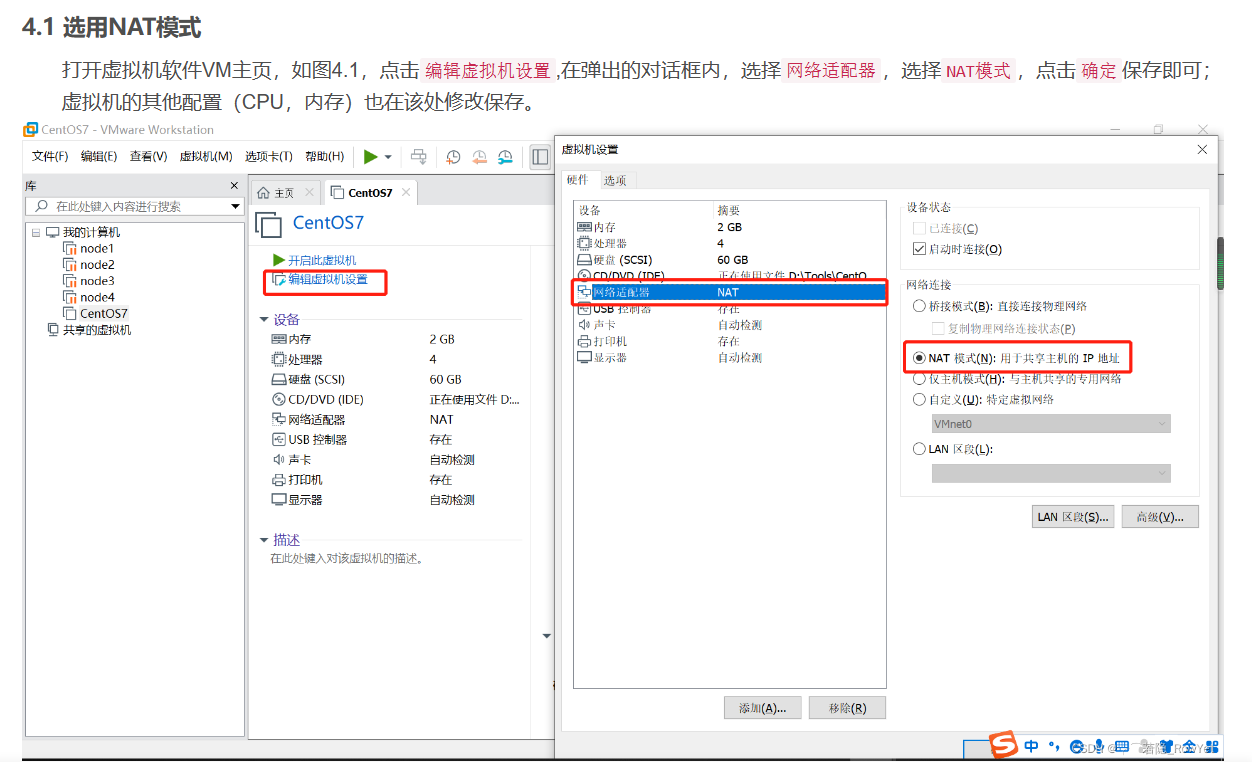 4.1 选用NAT模式
打开虚拟机软件VM主页，如图4.1，点击 编辑虚拟机设置 ,在弹出的对话框内，选择 网络适配器 ，选择 NAT模式 ，点击 确定 保存即可；
虚拟机的其他配置（CPU，内存）也在该处修改保存。
CentOS7 - VMware Workstation
文件(F) 编辑(E) 查看(V) 虚拟机(M) 选项卡(T) 帮助(H)
库
在此处键入内容进行搜索
我的计算机
node1
node2
node3
node4
CentOS7
共享的虚拟机
主页 CentOS7
CentOS7
开启此虚拟机
编辑虚拟机设置
设备
内存 2 GB
处理器 4
硬盘 (SCSI) 60 GB
CD/DVD (IDE) 正在使用文件 D:...
网络适配器 NAT
USB 控制器 存在
声卡 自动检测
打印机 存在
显示器 自动检测
描述
在此处键入对该虚拟机的描述。
虚拟机设置
硬件 选项
设备 摘要
内存 2 GB
处理器 4
硬盘 (SCSI) 60 GB
CD/DVD (IDE) 正在使用文件 D:\Tools\CentO...
网络适配器 NAT
USB 控制器 存在
声卡 自动检测
打印机 存在
显示器 自动检测
添加(A)... 移除(R)
设备状态
已连接(C)
启动时连接(O)
网络连接
桥接模式(B): 直接连接物理网络
复制物理网络连接状态(P)
NAT 模式(N): 用于共享主机的 IP 地址
仅主机模式(H): 与主机共享的专用网络
自定义(U): 特定虚拟网络
VMnet0
LAN 区段(L):
LAN 区段(S)... 高级(V)...
中